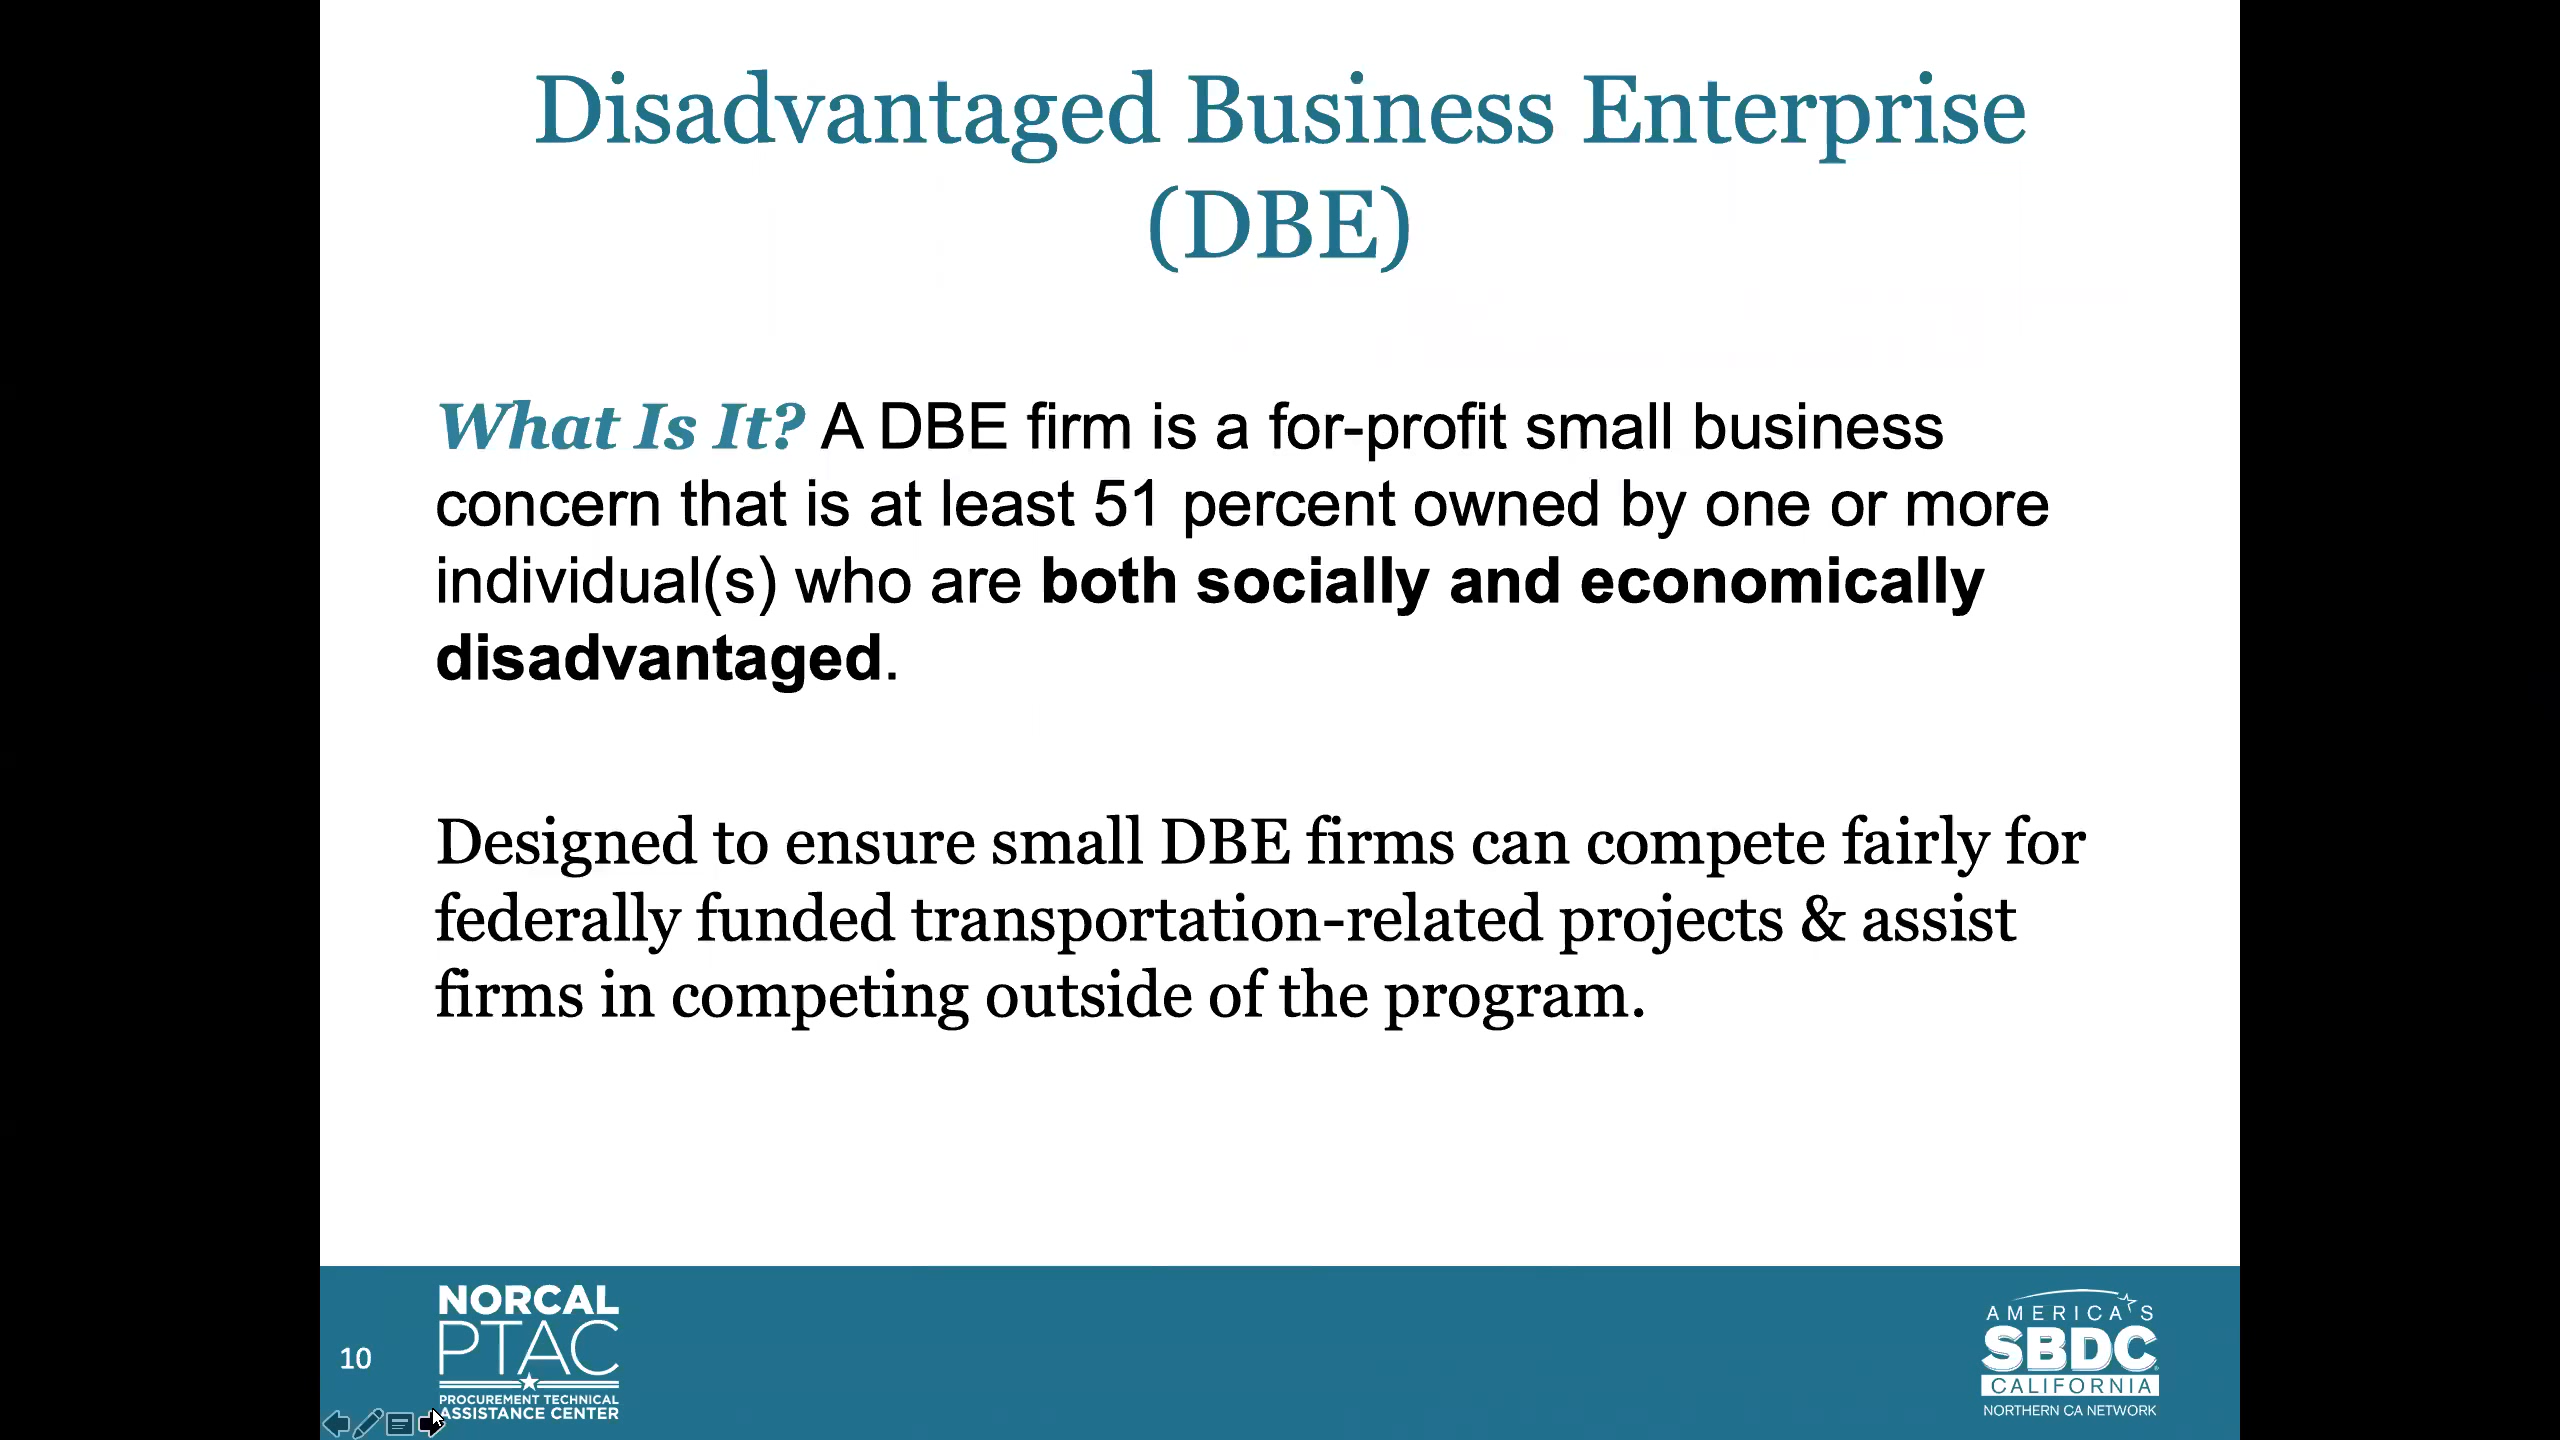 Disadvantaged Business Enterprise
(DBE)
What Is It? A DBE firm is a for-profit small business
concern that is at least 51 percent owned by one or more
individual(s) who are both socially and economically
disadvantaged.
Designed to ensure small DBE firms can compete fairly for
federally funded transportation-related projects & assist
firms in competing outside of the program.
10
NORCAL
PTAC
PROCUREMENT TECHNICAL
ASSISTANCE CENTER
AMERICA'S
SBDC
CALIFORNIA
NORTHERN CA NETWORK